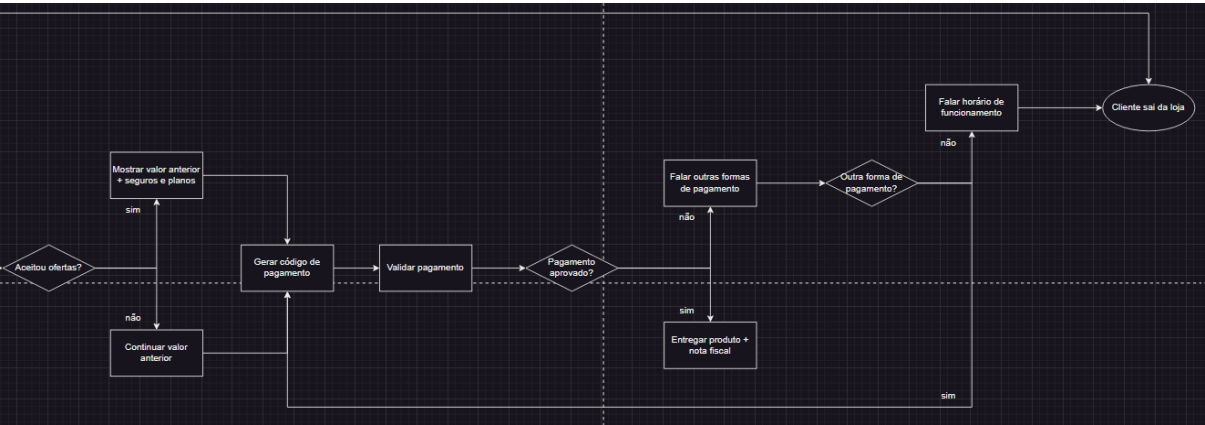 Aceitou ofertas?
sim
Mostrar valor anterior
+ seguros e planos
não
Continuar valor
anterior
Gerar código de
pagamento
Validar pagamento
Pagamento
aprovado?
não
Falar outras formas
de pagamento
sim
Entregar produto +
nota fiscal
Outra forma de
pagamento?
não
Falar horário de
funcionamento
sim
Cliente sai da loja